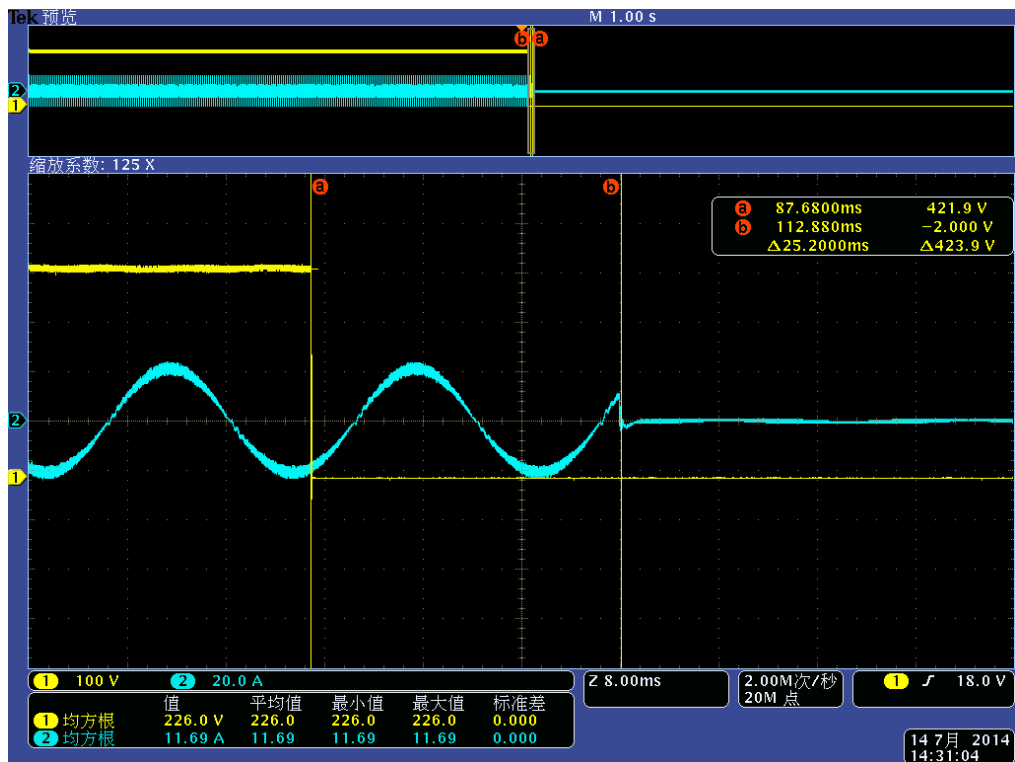 Tek 预览 M 1.00 s
b a
2
1
缩放系数: 125 X
a b
a 87.6800ms 421.9 V
b 112.880ms −2.000 V
Δ25.2000ms Δ423.9 V
2
1
1 100 V 2 20.0 A
Z 8.00ms
2.00M次/秒
20M 点
1 18.0 V
值 平均值 最小值 最大值 标准差
1 均方根 226.0 V 226.0 226.0 226.0 0.000
2 均方根 11.69 A 11.69 11.69 11.69 0.000
14 7月 2014
14:31:04